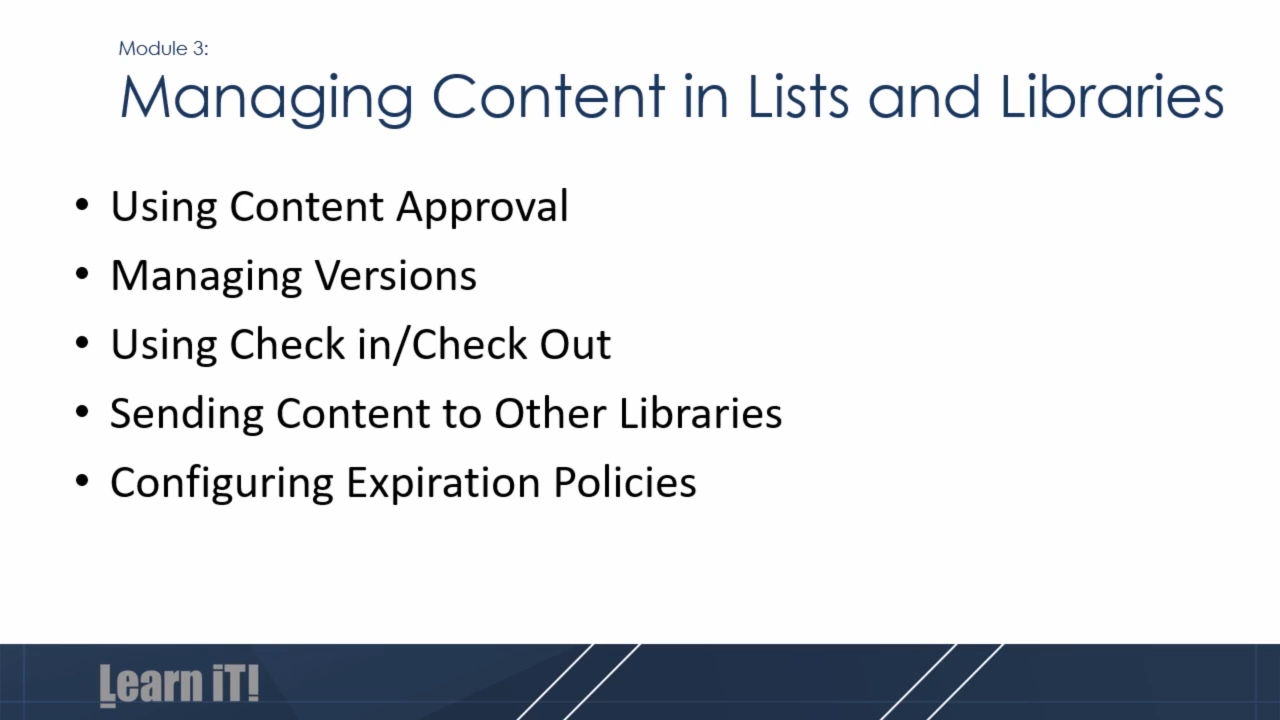 Module 3:
Managing Content in Lists and Libraries
• Using Content Approval
• Managing Versions
• Using Check in/Check Out
• Sending Content to Other Libraries
• Configuring Expiration Policies
Learn iT!